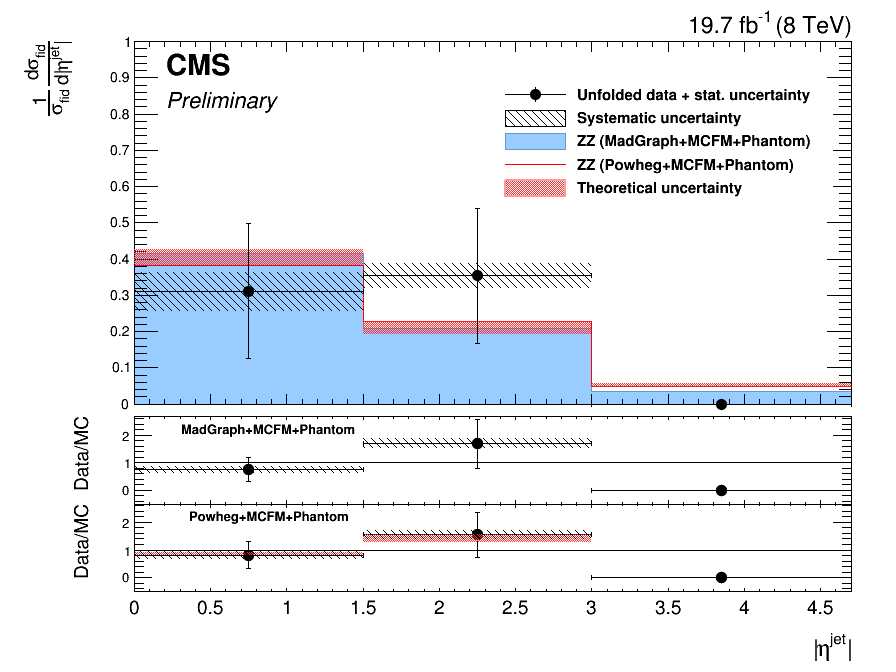 19.7 fb⁻¹ (8 TeV)
1/σ_fid dσ_fid/d|η^jet|
CMS
Preliminary
Unfolded data + stat. uncertainty
Systematic uncertainty
ZZ (MadGraph+MCFM+Phantom)
ZZ (Powheg+MCFM+Phantom)
Theoretical uncertainty
0.9
0.8
0.7
0.6
0.5
0.4
0.3
0.2
0.1
0
Data/MC
MadGraph+MCFM+Phantom
2
1
0
Data/MC
Powheg+MCFM+Phantom
2
1
0
0 0.5 1 1.5 2 2.5 3 3.5 4 4.5
|η^jet|